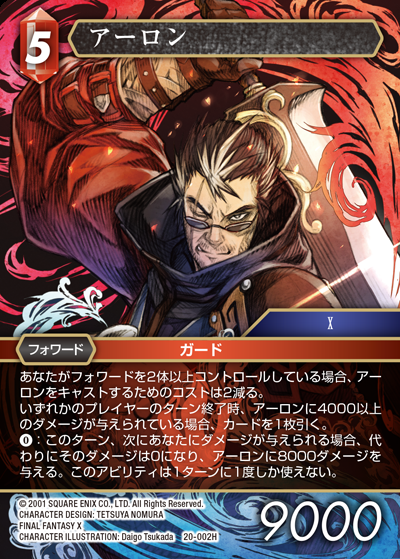 5
アーロン
X
フォワード
ガード
あなたがフォワードを2体以上コントロールしている場合、アー
ロンをキャストするためのコストは2減る。
いずれかのプレイヤーのターン終了時、アーロンに4000以上
のダメージが与えられている場合、カードを1枚引く。
0：このターン、次にあなたにダメージが与えられる場合、代
わりにそのダメージは0になり、アーロンに8000ダメージを
与える。このアビリティは1ターンに1度しか使えない。
© 2001 SQUARE ENIX CO., LTD. All Rights Reserved.
CHARACTER DESIGN: TETSUYA NOMURA
FINAL FANTASY X
CHARACTER ILLUSTRATION: Daigo Tsukada 20-002H
9000